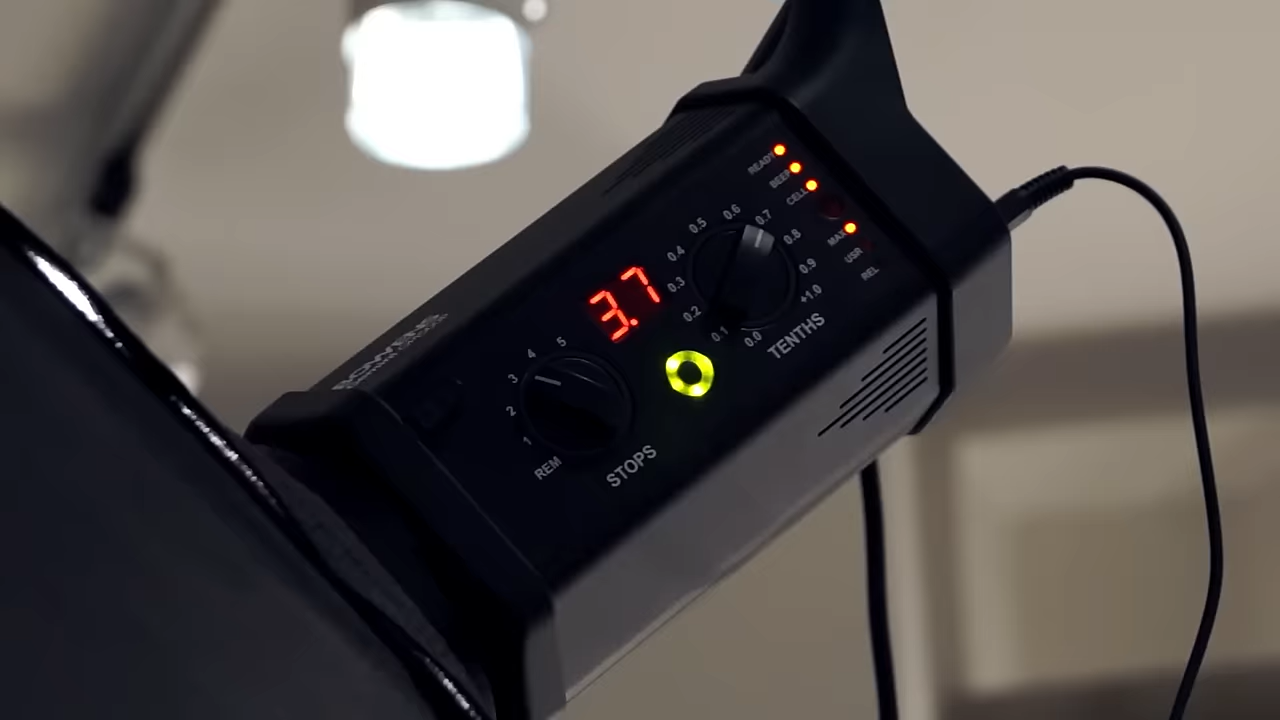 BOWENS
READY
BEEP
CELL
MAX
USR
REL
0.0
0.1
0.2
0.3
0.4
0.5
0.6
0.7
0.8
0.9
+1.0
TENTHS
3.7
REM
1
2
3
4
5
STOPS